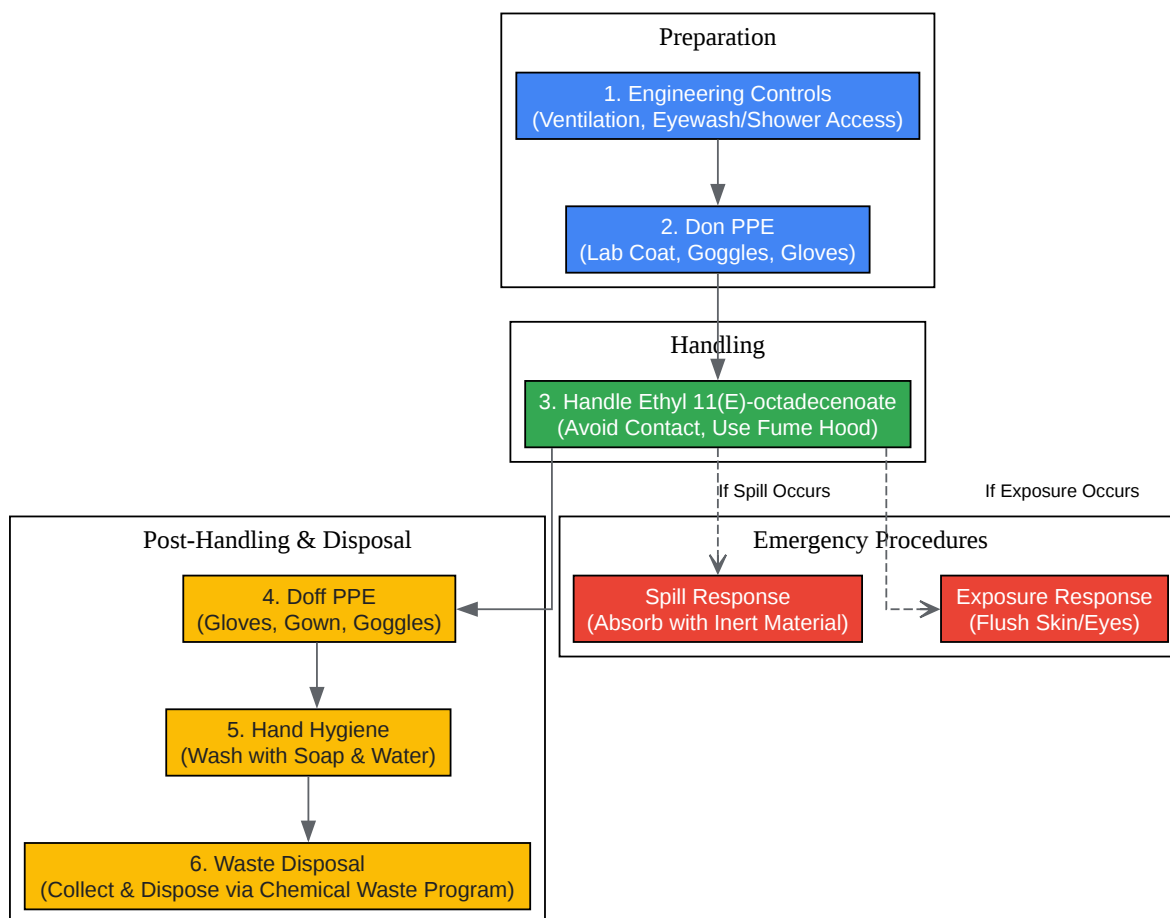 Preparation
1. Engineering Controls
(Ventilation, Eyewash/Shower Access)
2. Don PPE
(Lab Coat, Goggles, Gloves)
Handling
3. Handle Ethyl 11(E)-octadecenoate
(Avoid Contact, Use Fume Hood)
If Spill Occurs
If Exposure Occurs
Post-Handling & Disposal
4. Doff PPE
(Gloves, Gown, Goggles)
5. Hand Hygiene
(Wash with Soap & Water)
6. Waste Disposal
(Collect & Dispose via Chemical Waste Program)
Emergency Procedures
Spill Response
(Absorb with Inert Material)
Exposure Response
(Flush Skin/Eyes)